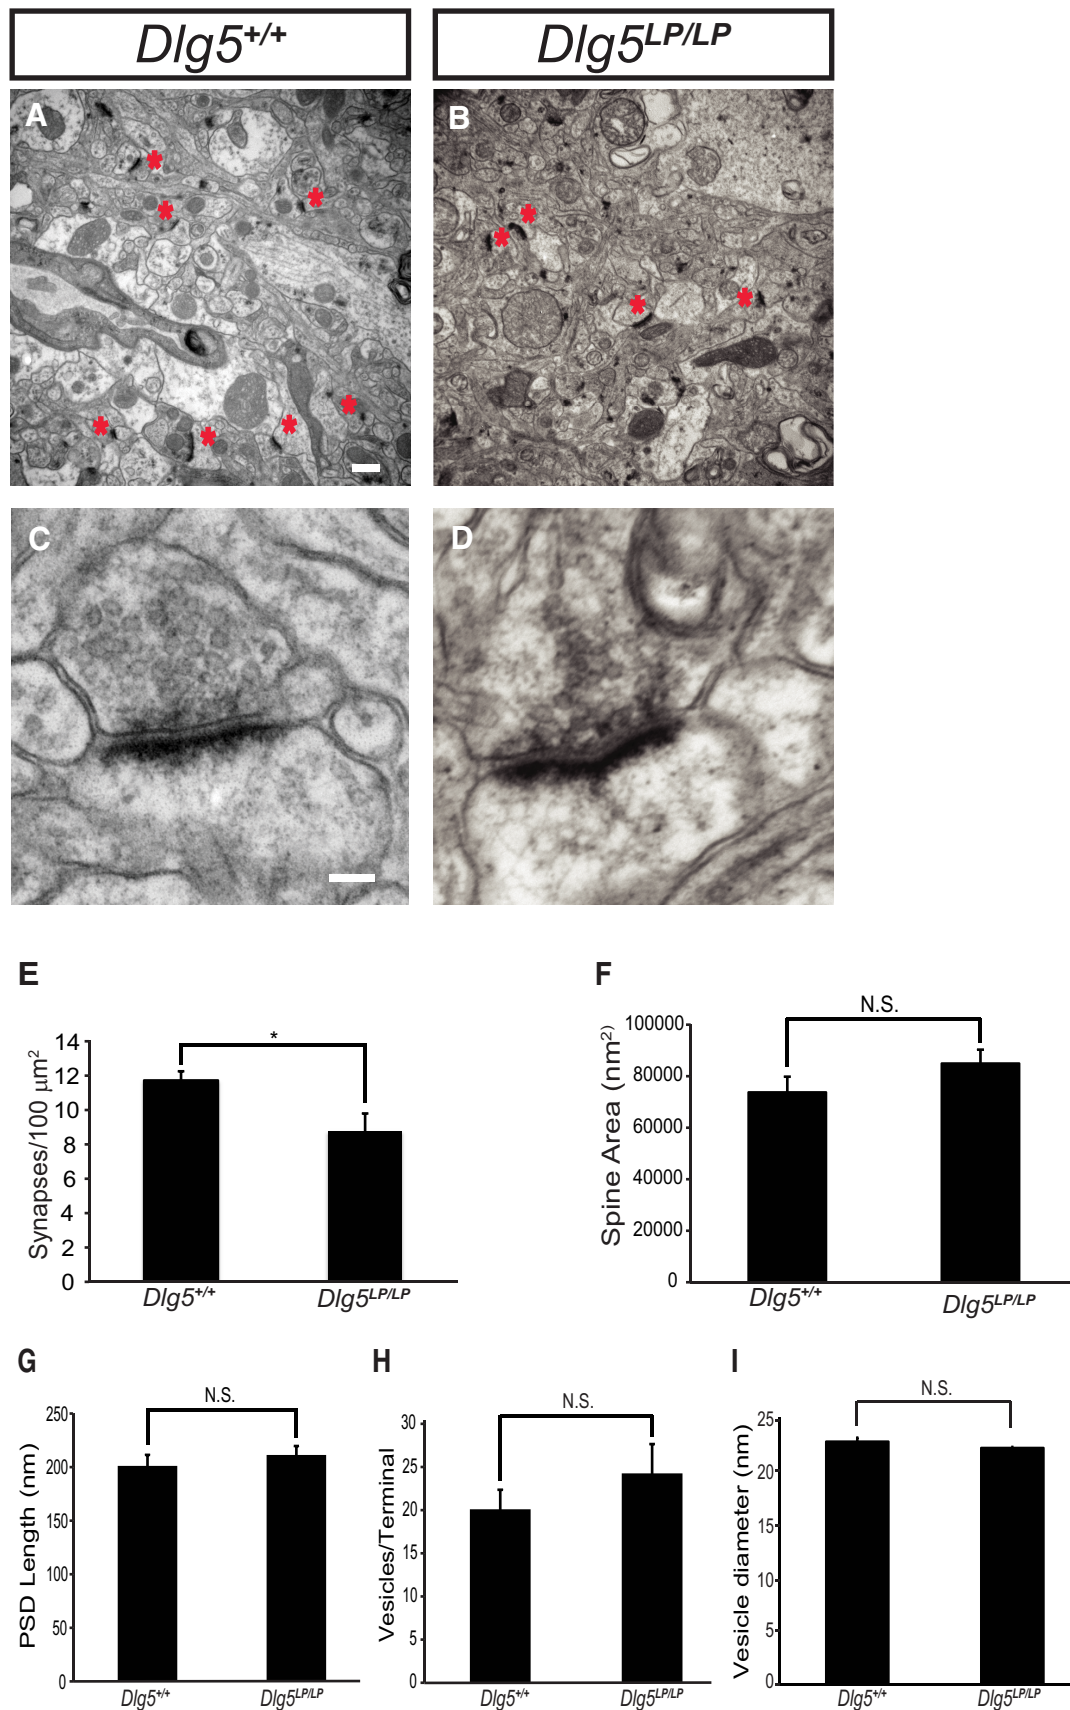 Dlg5+/+
Dlg5LP/LP
A
B
C
D
E
Synapses/100 μm2
14
12
10
8
6
4
2
0
*
Dlg5+/+
Dlg5LP/LP
F
Spine Area (nm2)
100000
80000
60000
40000
20000
0
N.S.
Dlg5+/+
Dlg5LP/LP
G
PSD Length (nm)
250
200
150
100
50
0
N.S.
Dlg5+/+
Dlg5LP/LP
H
Vesicles/Terminal
30
25
20
15
10
5
0
N.S.
Dlg5+/+
Dlg5LP/LP
I
Vesicle diameter (nm)
25
20
15
10
5
0
N.S.
Dlg5+/+
Dlg5LP/LP